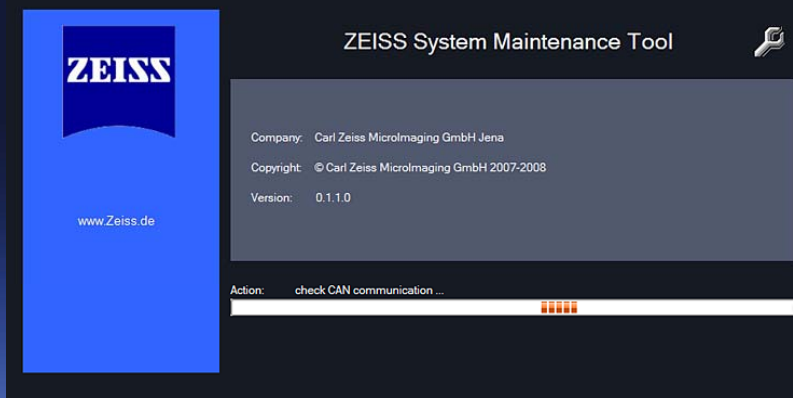 ZEISS
www.Zeiss.de
ZEISS System Maintenance Tool
Company: Carl Zeiss MicroImaging GmbH Jena
Copyright: © Carl Zeiss MicroImaging GmbH 2007-2008
Version: 0.1.1.0
Action: check CAN communication ...